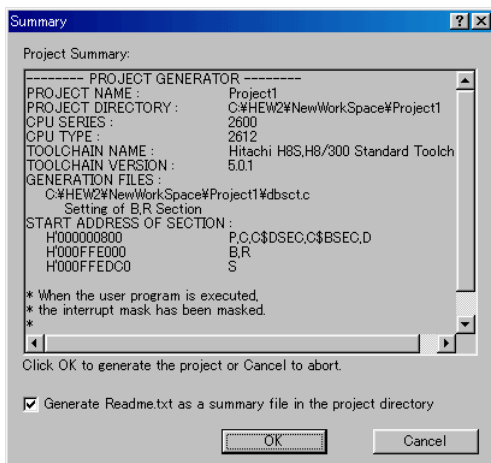 Summary
Project Summary:
-------- PROJECT GENERATOR --------
PROJECT NAME : Project1
PROJECT DIRECTORY : C:¥HEW2¥NewWorkSpace¥Project1
CPU SERIES : 2600
CPU TYPE : 2612
TOOLCHAIN NAME : Hitachi H8S,H8/300 Standard Toolch
TOOLCHAIN VERSION : 5.0.1
GENERATION FILES :
C:¥HEW2¥NewWorkSpace¥Project1¥dbsct.c
Setting of B,R Section
START ADDRESS OF SECTION :
H'000000800 P,C,C$DSEC,C$BSEC,D
H'000FFE000 B,R
H'000FFEDC0 S
* When the user program is executed,
* the interrupt mask has been masked.
*
Click OK to generate the project or Cancel to abort.
Generate Readme.txt as a summary file in the project directory
OK Cancel